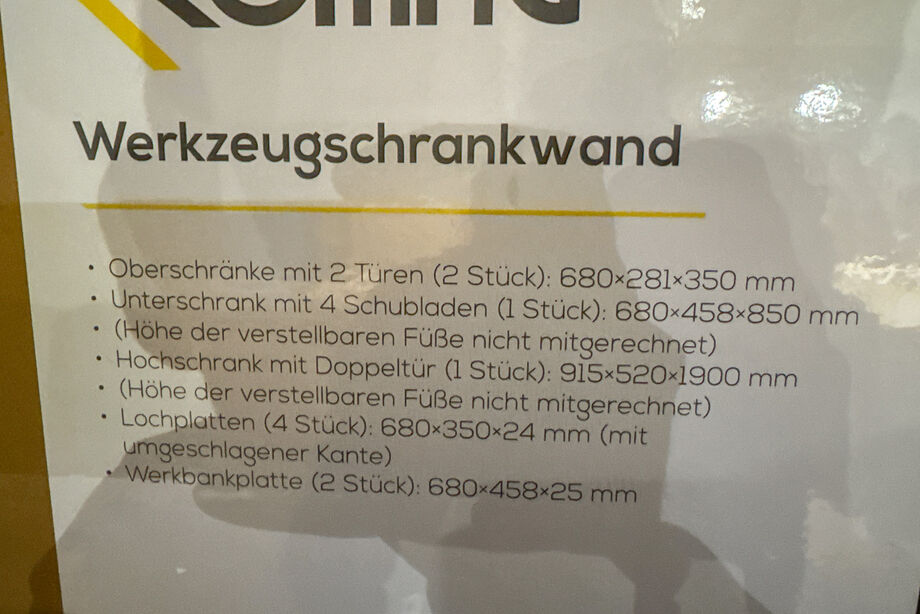 Werkzeugschrankwand
• Oberschränke mit 2 Türen (2 Stück): 680×281×350 mm
• Unterschrank mit 4 Schubladen (1 Stück): 680×458×850 mm
• (Höhe der verstellbaren Füße nicht mitgerechnet)
• Hochschrank mit Doppeltür (1 Stück): 915×520×1900 mm
• (Höhe der verstellbaren Füße nicht mitgerechnet)
• Lochplatten (4 Stück): 680×350×24 mm (mit
umgeschlagener Kante)
• Werkbankplatte (2 Stück): 680×458×25 mm